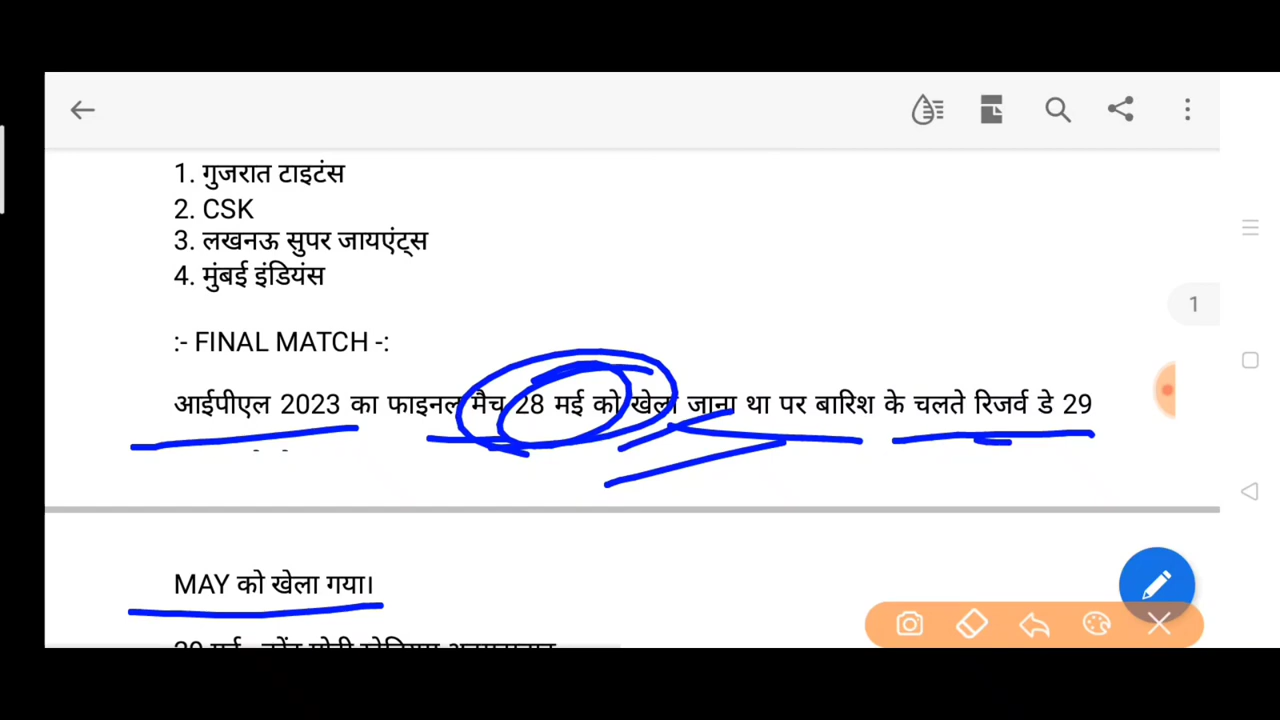 1. गुजरात टाइटंस
2. CSK
3. लखनऊ सुपर जायएंट्स
4. मुंबई इंडियंस
:- FINAL MATCH -:
1
आईपीएल 2023 का फाइनल मैच 28 मई को खेला जाना था पर बारिश के चलते रिजर्व डे 29
MAY को खेला गया।